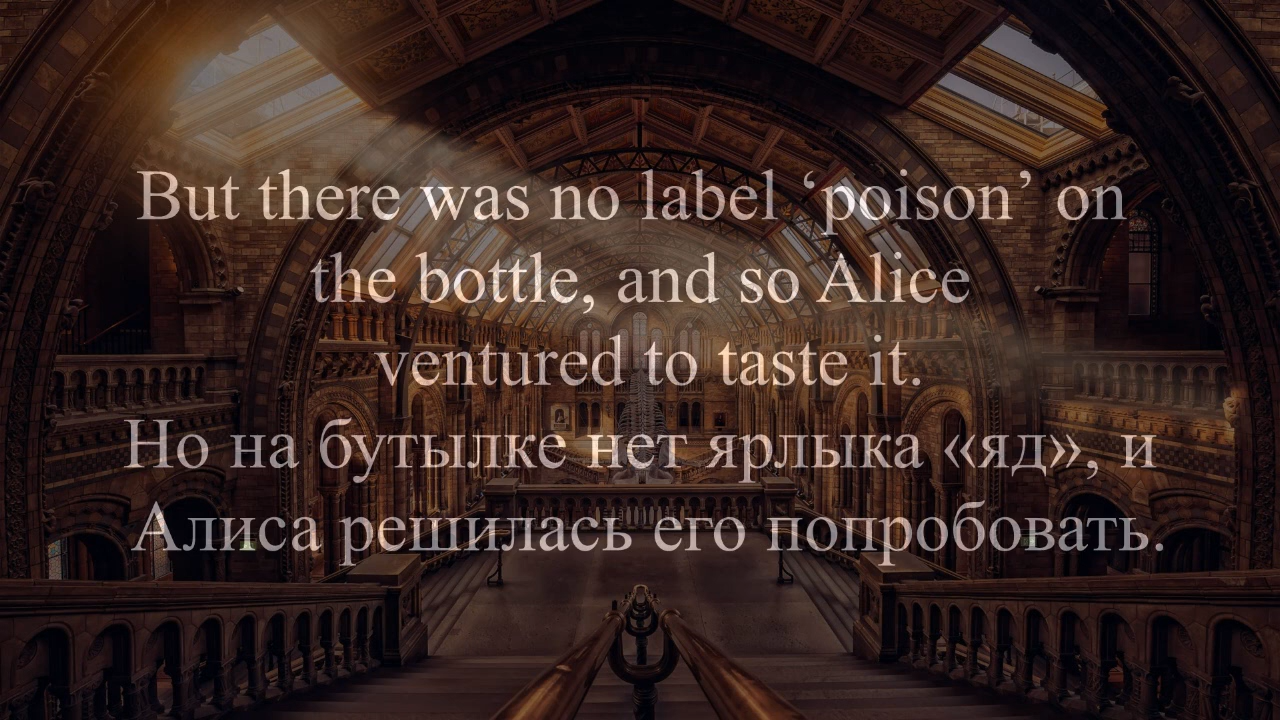 But there was no label ‘poison’ on
the bottle, and so Alice
ventured to taste it.
Но на бутылке нет ярлыка «яд», и
Алиса решилась его попробовать.